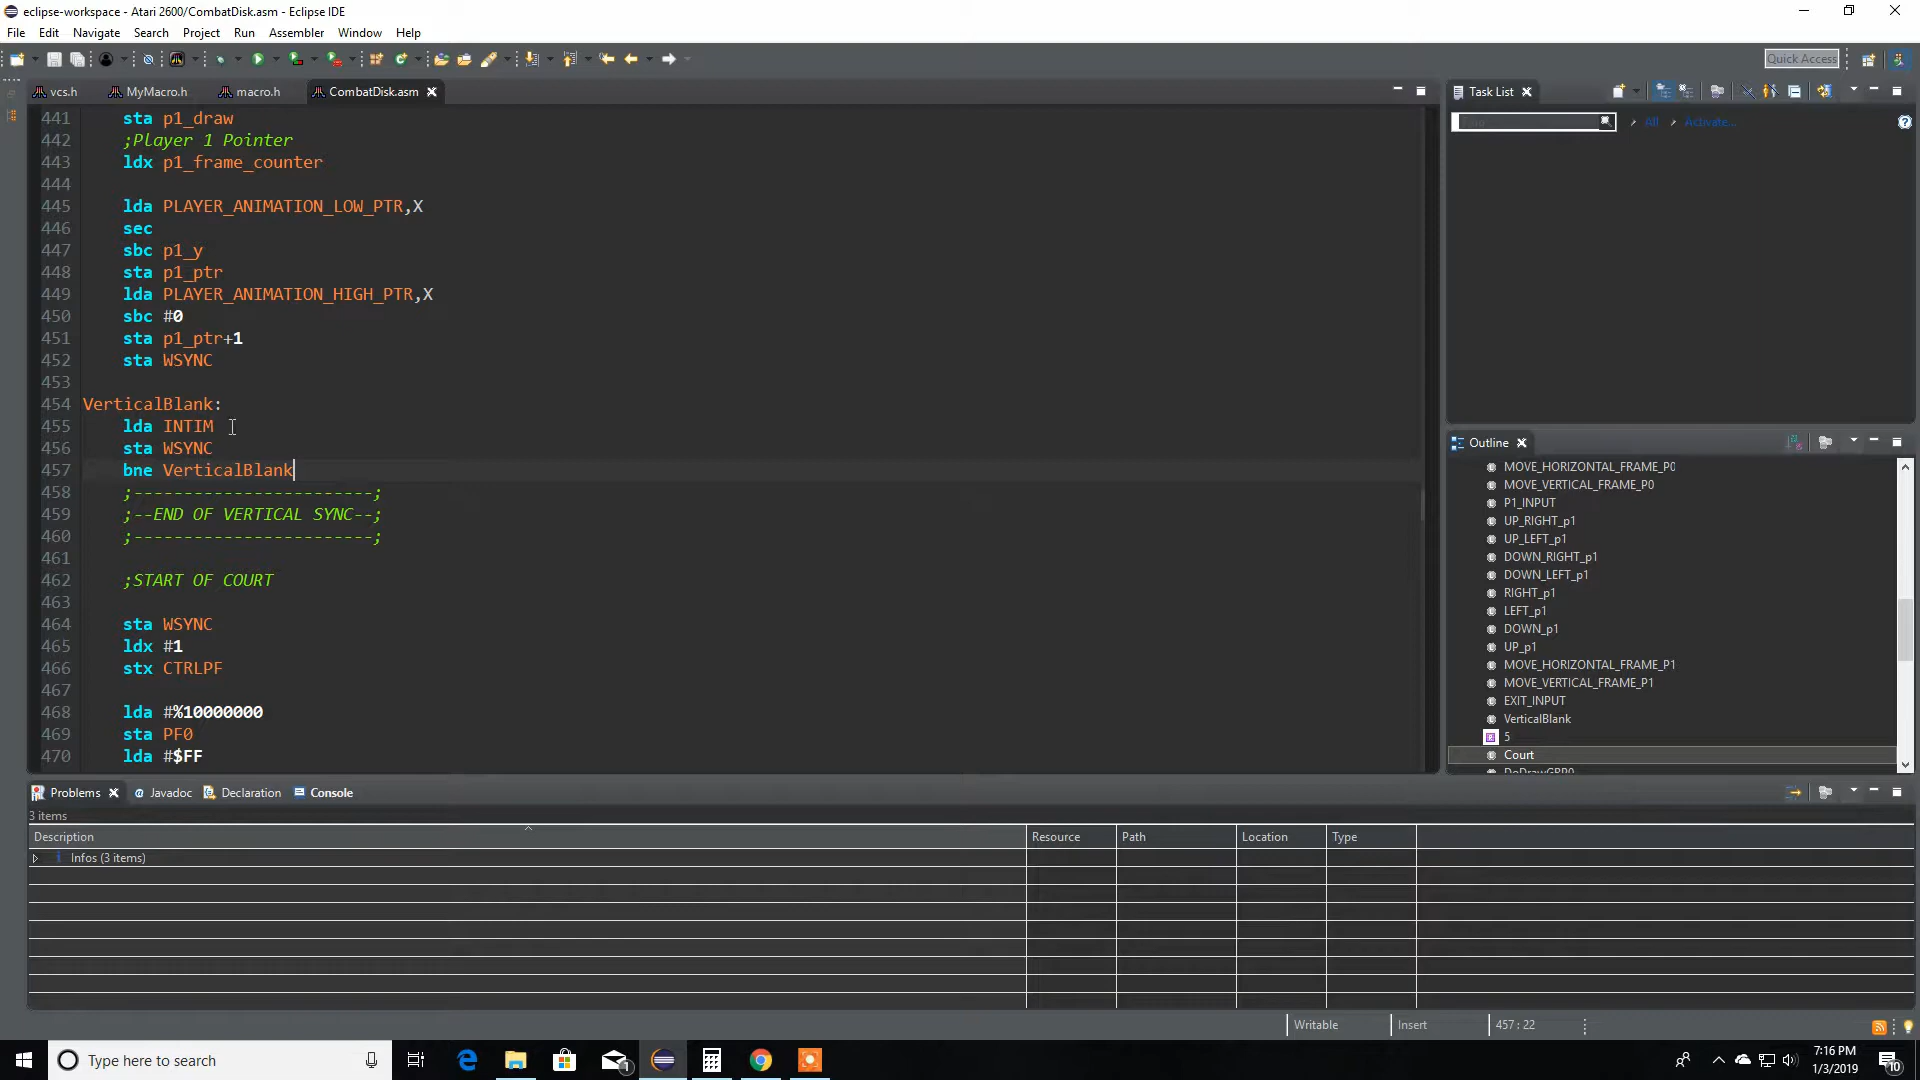 eclipse-workspace - Atari 2600/CombatDisk.asm - Eclipse IDE
File Edit Navigate Search Project Run Assembler Window Help
Quick Access
vcs.h MyMacro.h macro.h CombatDisk.asm
441 sta p1_draw
442 ;Player 1 Pointer
443 ldx p1_frame_counter
444
445 lda PLAYER_ANIMATION_LOW_PTR,X
446 sec
447 sbc p1_y
448 sta p1_ptr
449 lda PLAYER_ANIMATION_HIGH_PTR,X
450 sbc #0
451 sta p1_ptr+1
452 sta WSYNC
453
454 VerticalBlank:
455 lda INTIM
456 sta WSYNC
457 bne VerticalBlank
458 ;------------------------;
459 ;--END OF VERTICAL SYNC--;
460 ;------------------------;
461
462 ;START OF COURT
463
464 sta WSYNC
465 ldx #1
466 stx CTRLPF
467
468 lda #%10000000
469 sta PF0
470 lda #$FF
Task List
All Activate...
Outline
MOVE_HORIZONTAL_FRAME_P0
MOVE_VERTICAL_FRAME_P0
P1_INPUT
UP_RIGHT_p1
UP_LEFT_p1
DOWN_RIGHT_p1
DOWN_LEFT_p1
RIGHT_p1
LEFT_p1
DOWN_p1
UP_p1
MOVE_HORIZONTAL_FRAME_P1
MOVE_VERTICAL_FRAME_P1
EXIT_INPUT
VerticalBlank
5
Court
Problems Javadoc Declaration Console
3 items
Description Resource Path Location Type
Infos (3 items)
Writable Insert 457 : 22
Type here to search
7:16 PM
1/3/2019